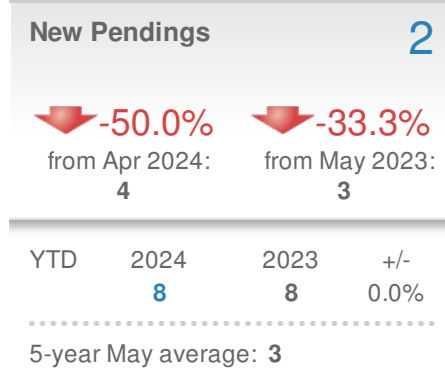 New Pendings 2
-50.0% -33.3%
from Apr 2024: from May 2023:
4 3
YTD 2024 2023 +/-
8 8 0.0%
5-year May average: 3